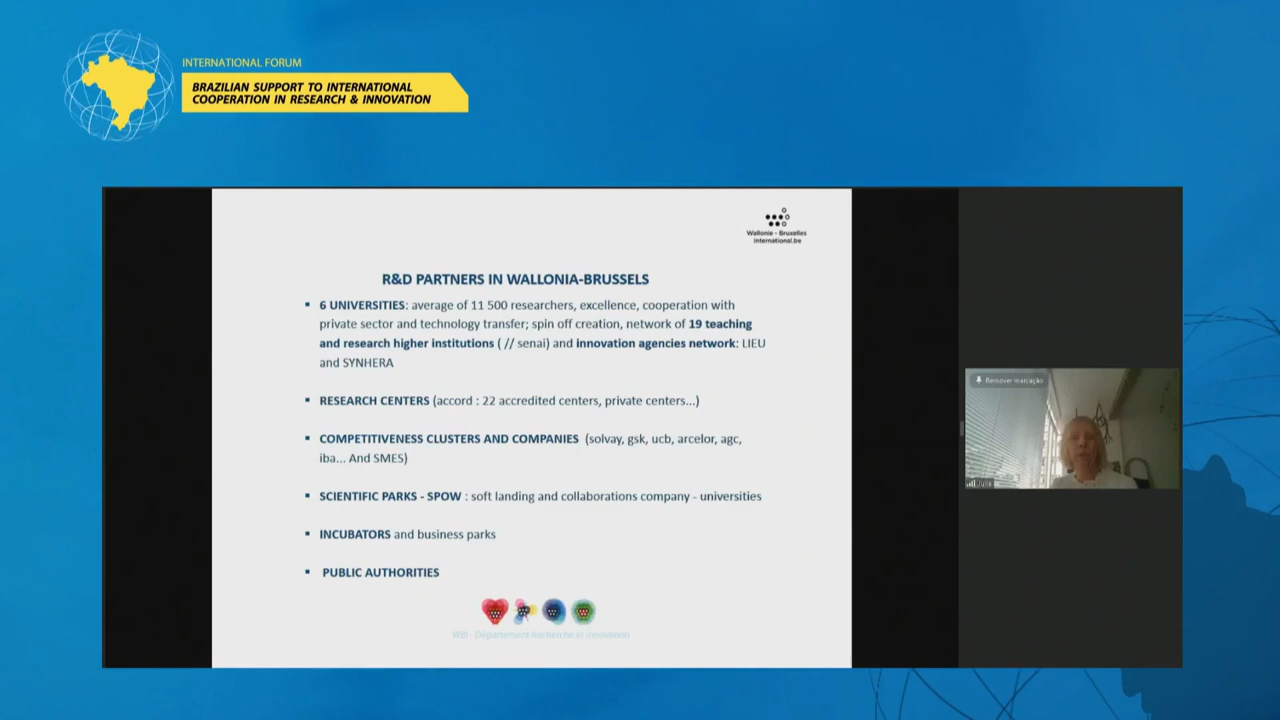 INTERNATIONAL FORUM
BRAZILIAN SUPPORT TO INTERNATIONAL
COOPERATION IN RESEARCH & INNOVATION
Wallonie - Bruxelles
International.be
R&D PARTNERS IN WALLONIA-BRUSSELS
▪ 6 UNIVERSITIES: average of 11 500 researchers, excellence, cooperation with
private sector and technology transfer; spin off creation, network of 19 teaching
and research higher institutions ( // senai) and innovation agencies network: LIEU
and SYNHERA
▪ RESEARCH CENTERS (accord : 22 accredited centers, private centers...)
▪ COMPETITIVENESS CLUSTERS AND COMPANIES (solvay, gsk, ucb, arcelor, agc,
iba... And SMES)
▪ SCIENTIFIC PARKS - SPOW : soft landing and collaborations company - universities
▪ INCUBATORS and business parks
▪ PUBLIC AUTHORITIES
WBI - Département Recherche et Innovation
Remover marcação